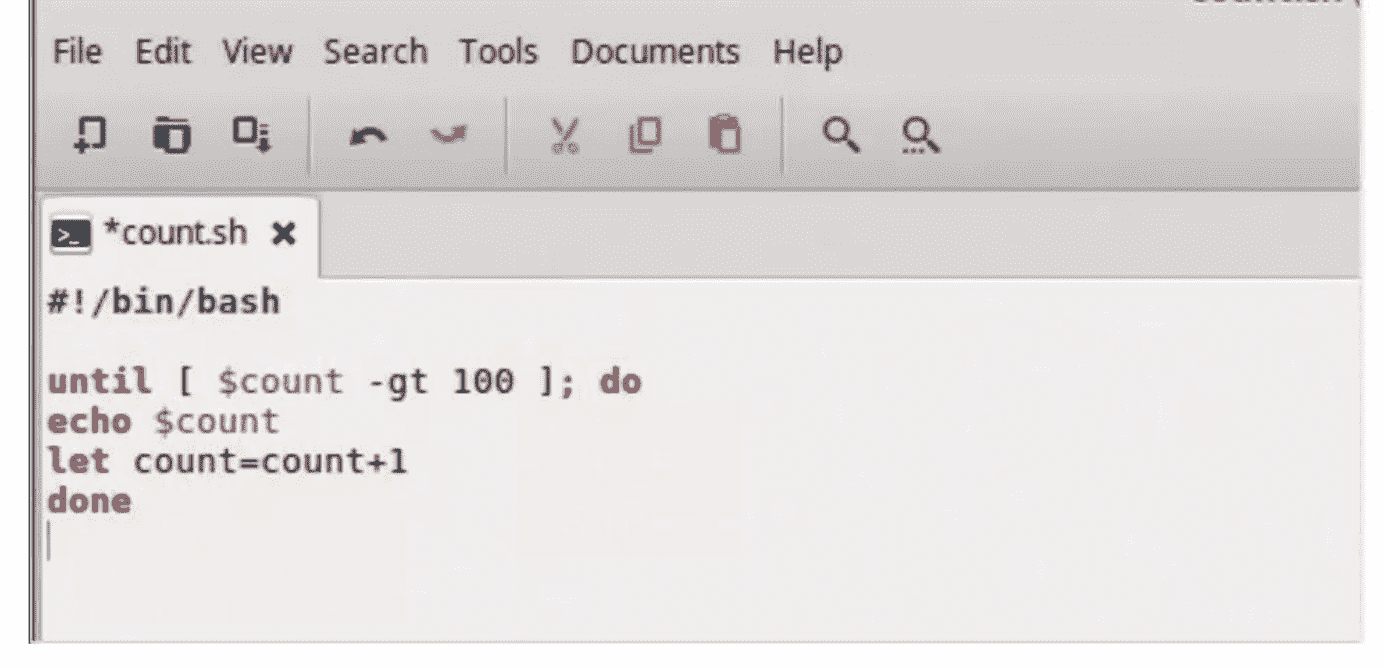 File Edit View Search Tools Documents Help
*count.sh
#!/bin/bash
until [ $count -gt 100 ]; do
echo $count
let count=count+1
done